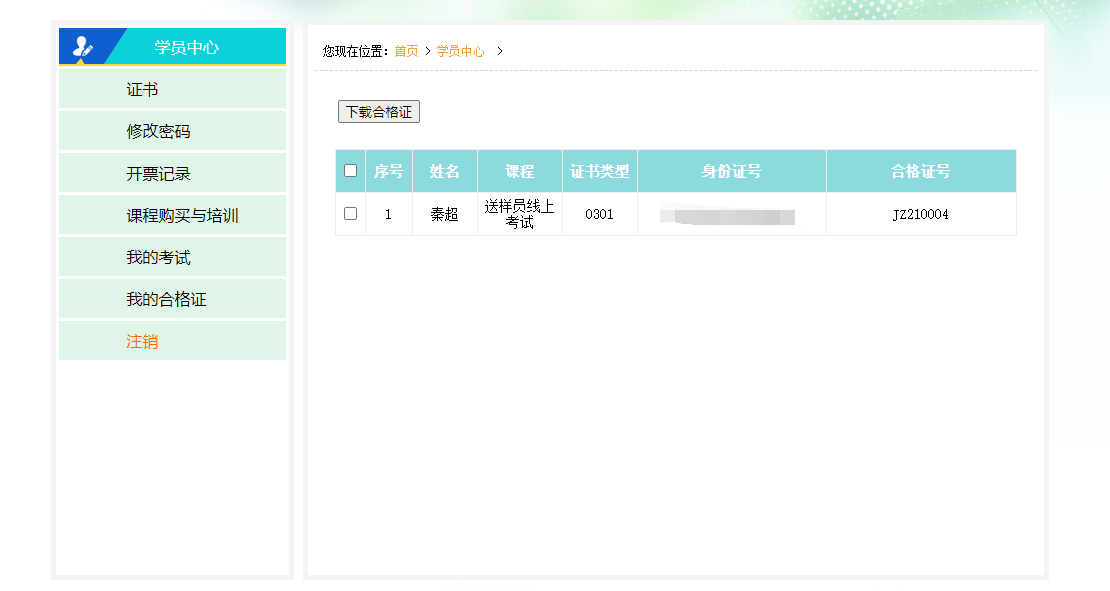 学员中心
证书
修改密码
开票记录
课程购买与培训
我的考试
我的合格证
注销
您现在位置：首页 > 学员中心 >
下载合格证
序号 姓名 课程 证书类型 身份证号 合格证号
1 秦超 送样员线上考试 0301 JZ210004